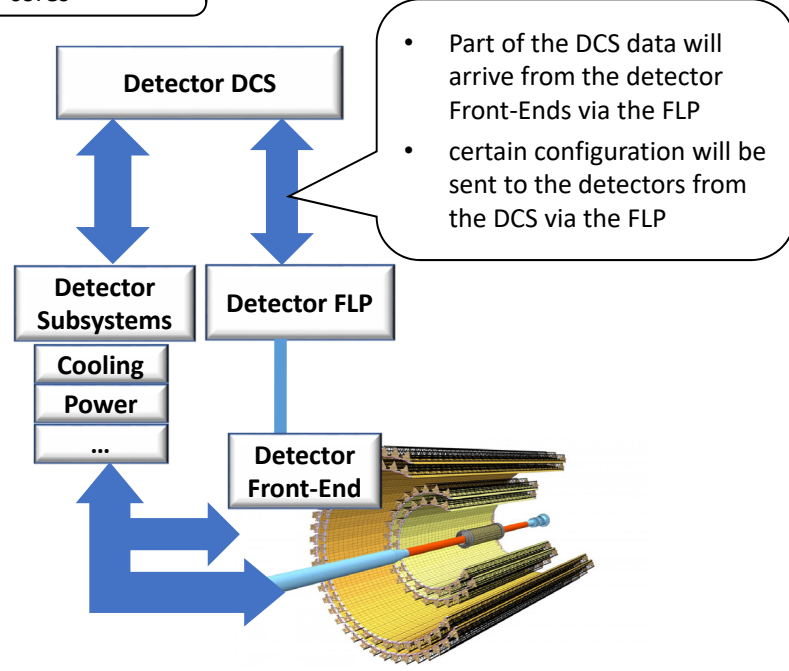 Detector DCS
• Part of the DCS data will
arrive from the detector
Front-Ends via the FLP
• certain configuration will be
sent to the detectors from
the DCS via the FLP
Detector
Subsystems
Detector FLP
Cooling
Power
...
Detector
Front-End